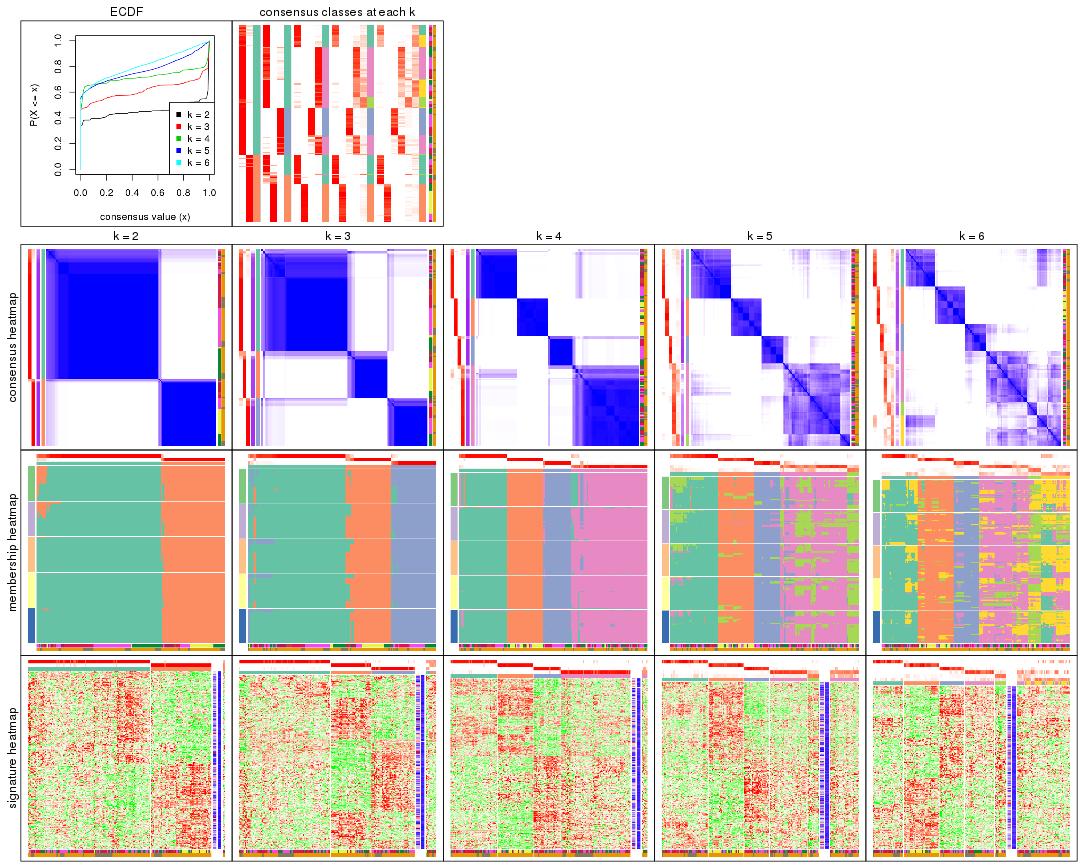 ECDF
consensus classes at each k
P(X <= x)
0.0
0.2
0.4
0.6
0.8
1.0
k = 2
k = 3
k = 4
k = 5
k = 6
0.0 0.2 0.4 0.6 0.8 1.0
consensus value (x)
k = 2
k = 3
k = 4
k = 5
k = 6
consensus heatmap
membership heatmap
signature heatmap